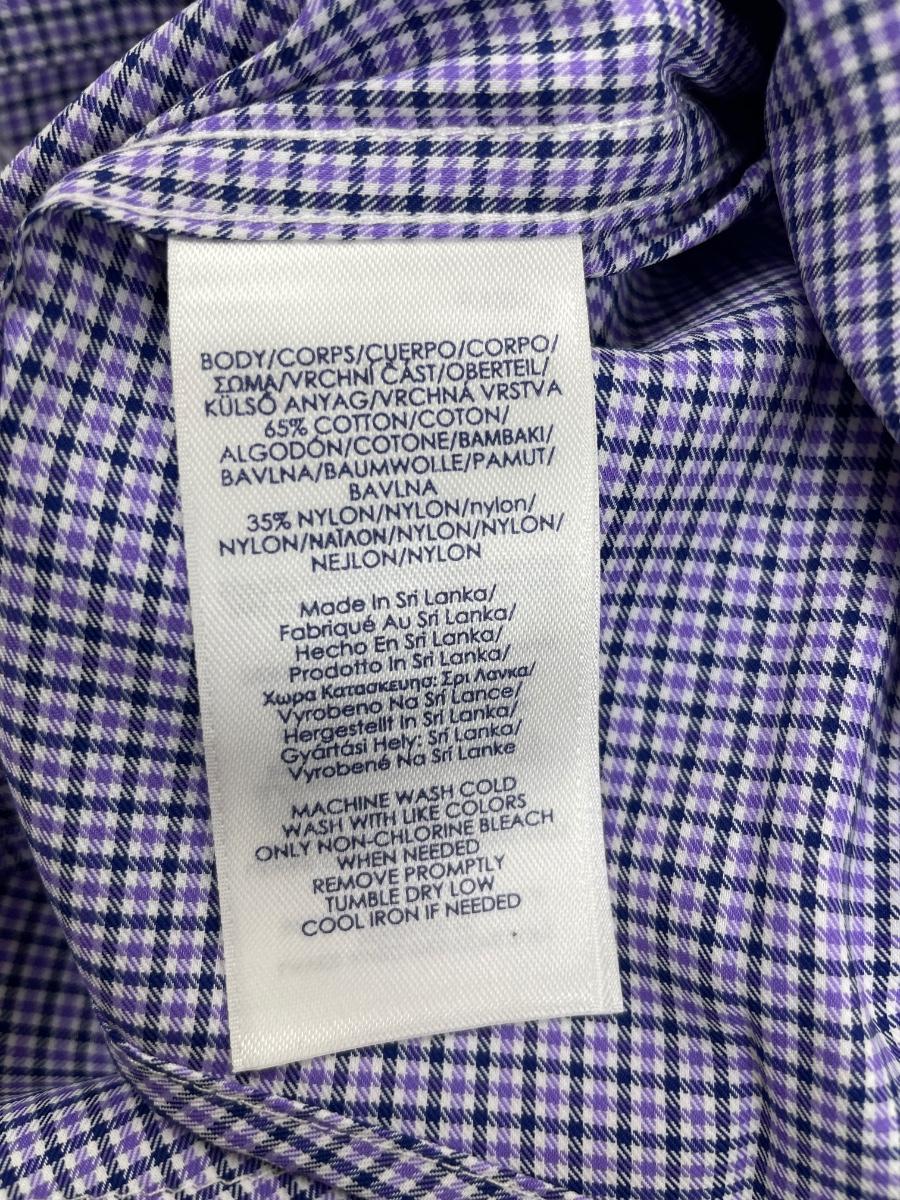 BODY/CORPS/CUERPO/CORPO/
ΣΩΜΑ/VRCHNÍ ČÁST/OBERTEIL/
KÜLSŐ ANYAG/VRCHNÁ VRSTVA
65% COTTON/COTON/
ALGODÓN/COTONE/ΒΑΜΒΑΚΙ/
BAVLNA/BAUMWOLLE/PAMUT/
BAVLNA
35% NYLON/NYLON/nylon/
NYLON/ΝΑΪΛΟΝ/NYLON/NYLON/
NEJLON/NYLON
Made In Sri Lanka/
Fabriqué Au Sri Lanka/
Hecho En Sri Lanka/
Prodotto In Sri Lanka/
Χωρα Κατασκευης: Σρι Λανκα/
Vyrobeno Na Srí Lance/
Hergestellt In Sri Lanka/
Gyártási Hely: Srí Lanka/
Vyrobené Na Srí Lanke
MACHINE WASH COLD
WASH WITH LIKE COLORS
ONLY NON-CHLORINE BLEACH
WHEN NEEDED
REMOVE PROMPTLY
TUMBLE DRY LOW
COOL IRON IF NEEDED